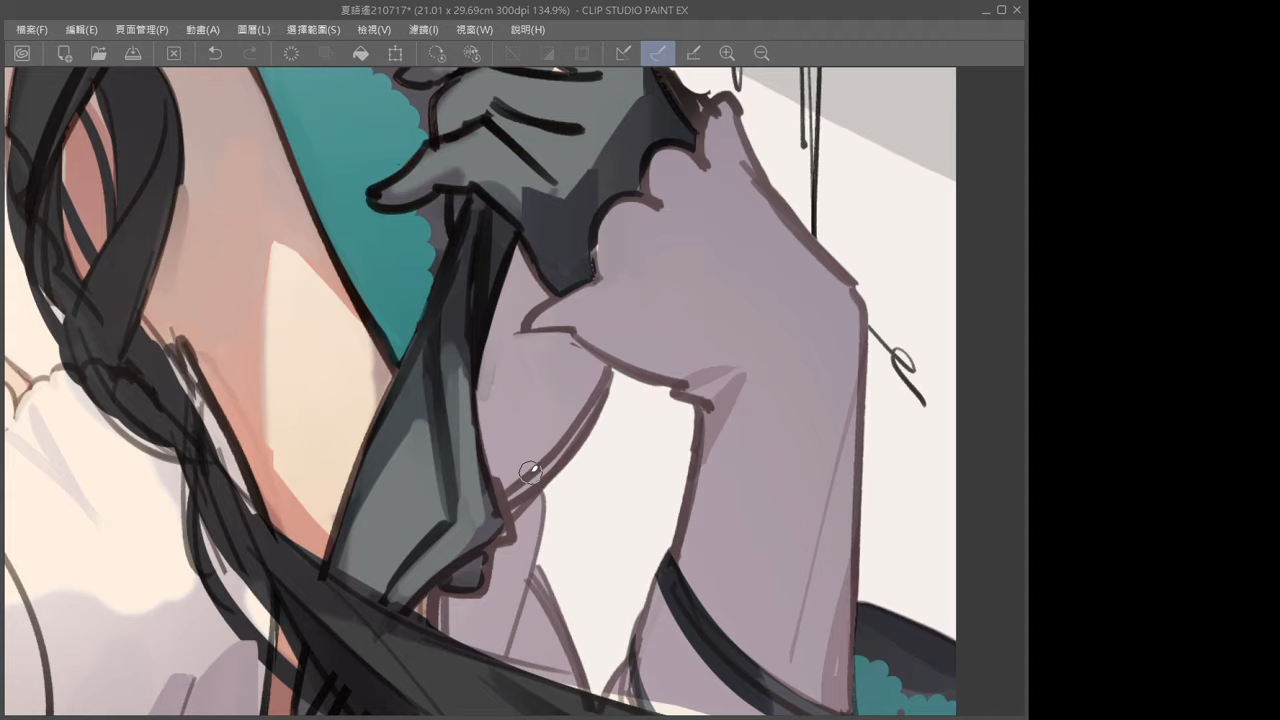 夏語遙210717* (21.01 x 29.69cm 300dpi 134.9%)  - CLIP STUDIO PAINT EX
檔案(F) 編輯(E) 頁面管理(P) 動畫(A) 圖層(L) 選擇範圍(S) 檢視(V) 濾鏡(I) 視窗(W) 說明(H)